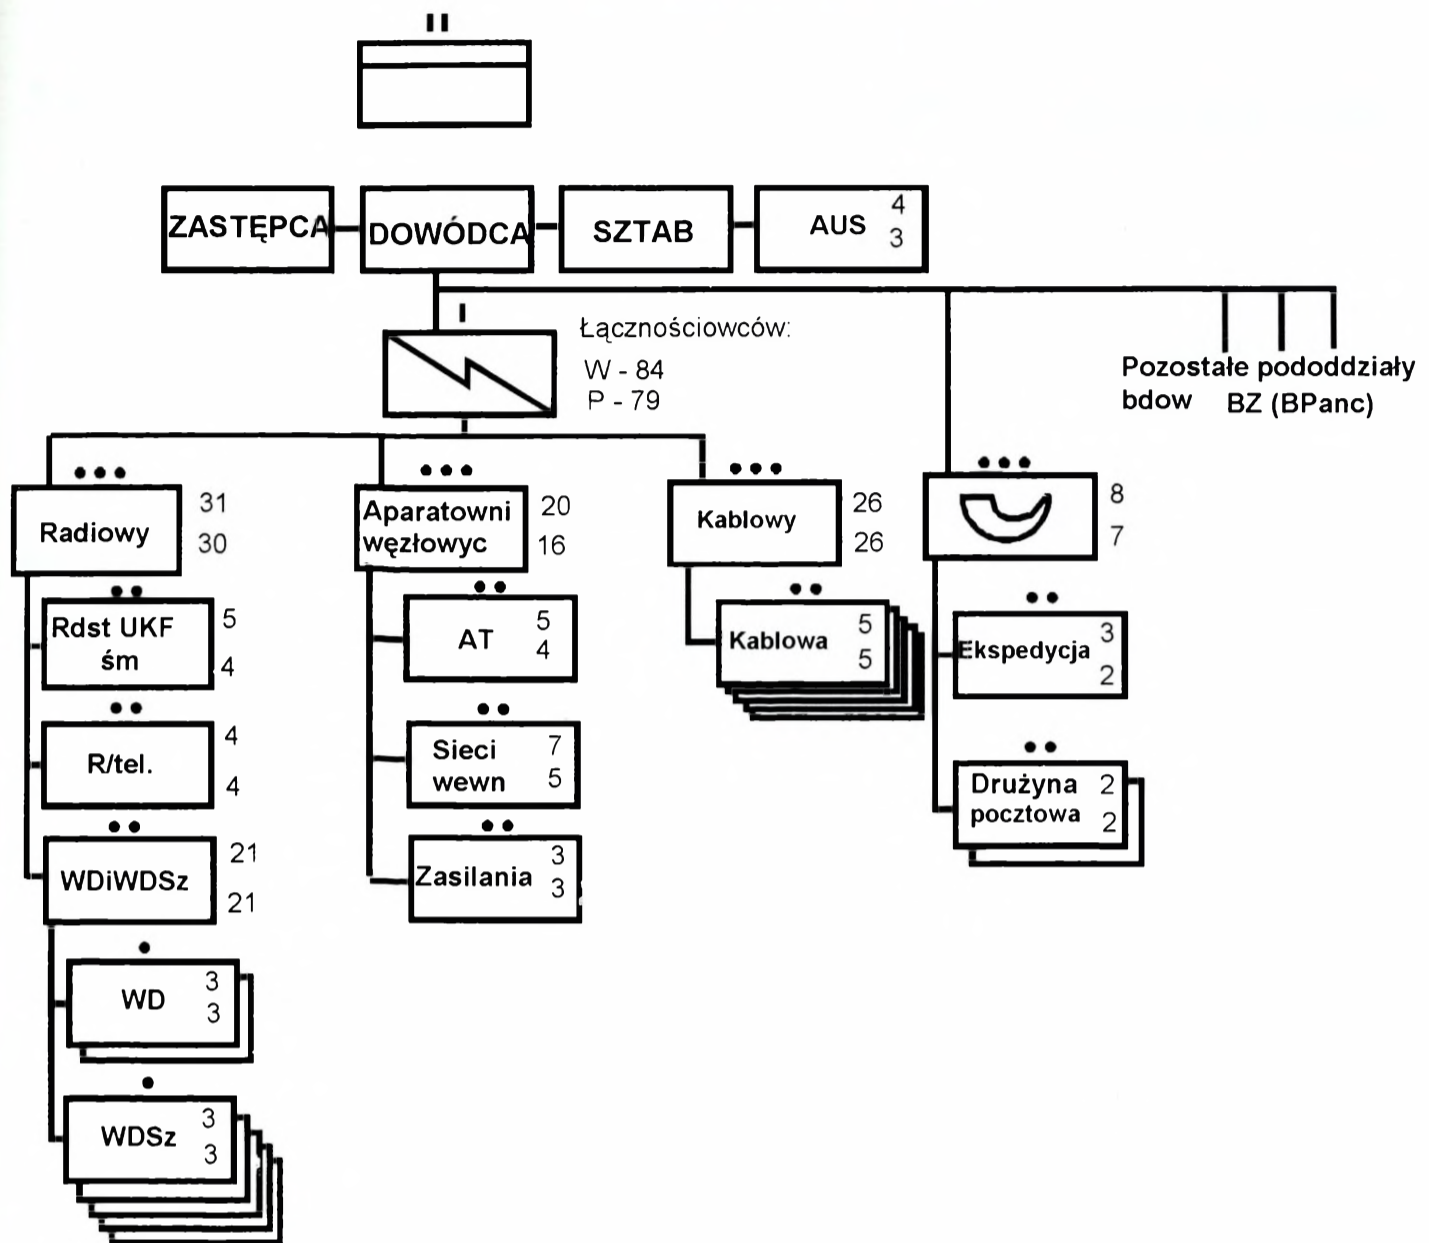 II
ZASTĘPCA
DOWÓDCA
SZTAB
AUS
4
3
I
Łącznościowców:
W - 84
P - 79
Pozostałe pododdziały
bdow BZ (BPanc)
Radiowy
31
30
Aparatowni
węzłowyc
20
16
Kablowy
26
26
8
7
Rdst UKF
śm
5
4
AT
5
4
Kablowa
5
5
Ekspedycja
3
2
R/tel.
4
4
Sieci
wewn
7
5
Drużyna
pocztowa
2
2
WDiWDSz
21
21
Zasilania
3
3
WD
3
3
WDSz
3
3